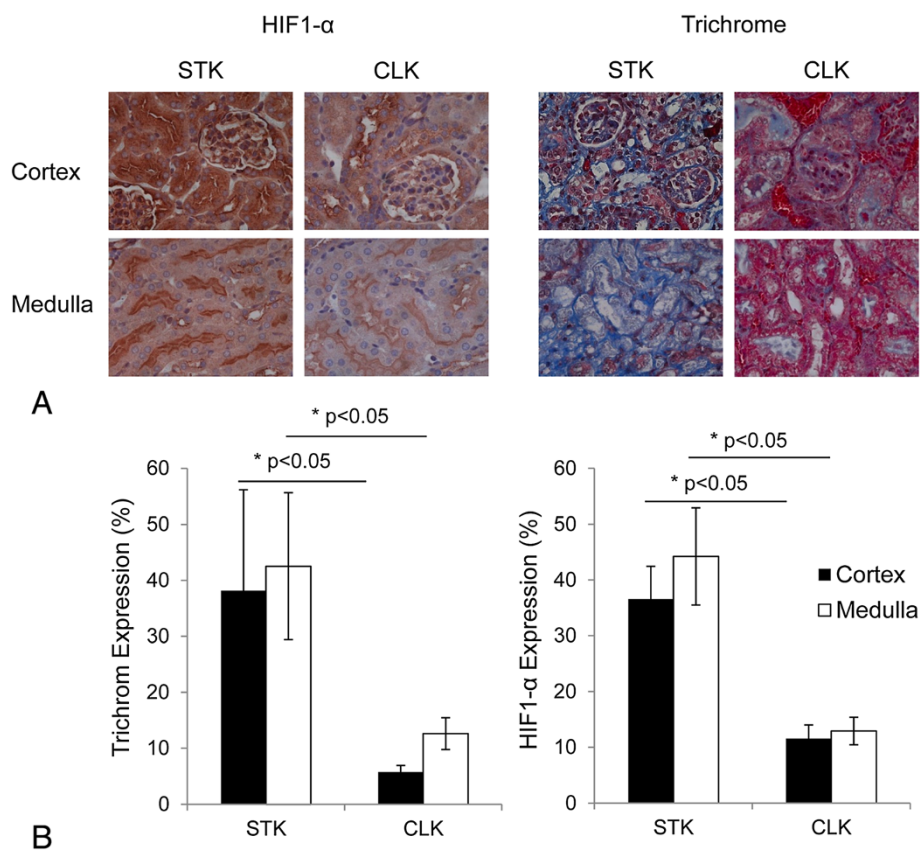 HIF1-α
Trichrome
STK
CLK
STK
CLK
Cortex
Medulla
A
* p<0.05
* p<0.05
Trichrom Expression (%)
60
50
40
30
20
10
0
STK
CLK
* p<0.05
* p<0.05
HIF1-α Expression (%)
60
50
40
30
20
10
0
STK
CLK
Cortex
Medulla
B